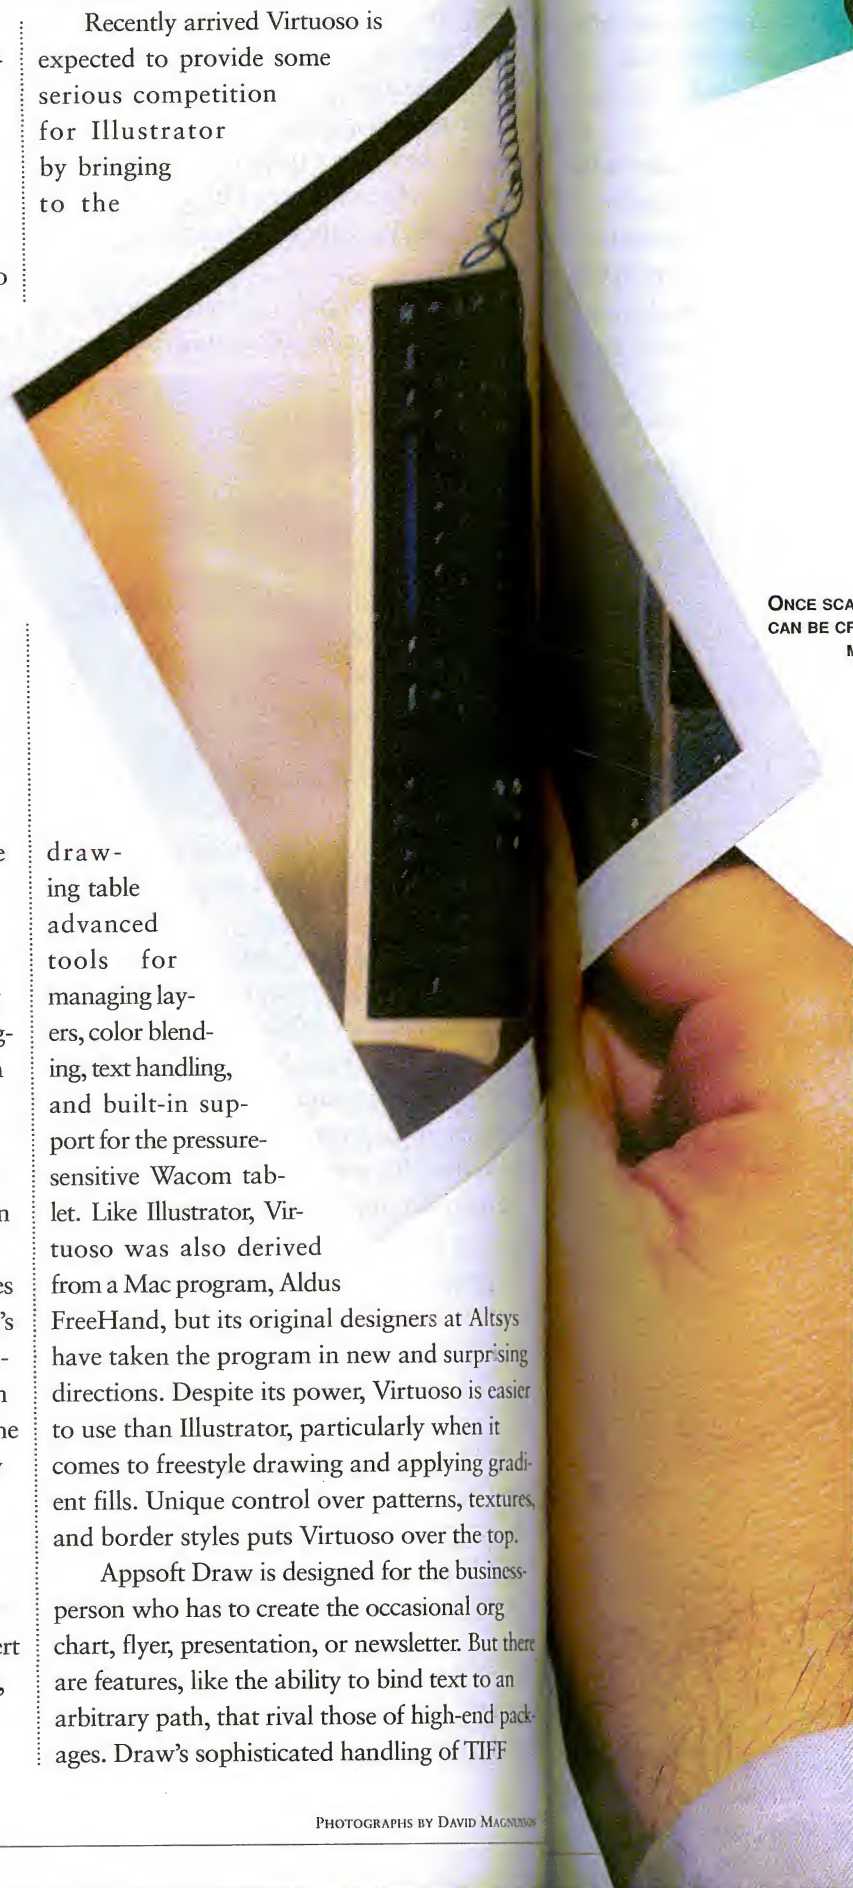 Recently arrived Virtuoso is
expected to provide some
serious competition
for Illustrator
by bringing
to the
draw-
ing table
advanced
tools for
managing lay-
ers, color blend-
ing, text handling,
and built-in sup-
port for the pressure-
sensitive Wacom tab-
let. Like Illustrator, Vir-
tuoso was also derived
from a Mac program, Aldus
FreeHand, but its original designers at Altsys
have taken the program in new and surprising
directions. Despite its power, Virtuoso is easier
to use than Illustrator, particularly when it
comes to freestyle drawing and applying gradi-
ent fills. Unique control over patterns, textures,
and border styles puts Virtuoso over the top.
Appsoft Draw is designed for the business-
person who has to create the occasional org
chart, flyer, presentation, or newsletter. But there
are features, like the ability to bind text to an
arbitrary path, that rival those of high-end pack-
ages. Draw's sophisticated handling of TIFF
PHOTOGRAPHS BY DAVID MAGNUSSON
ONCE SCA
CAN BE